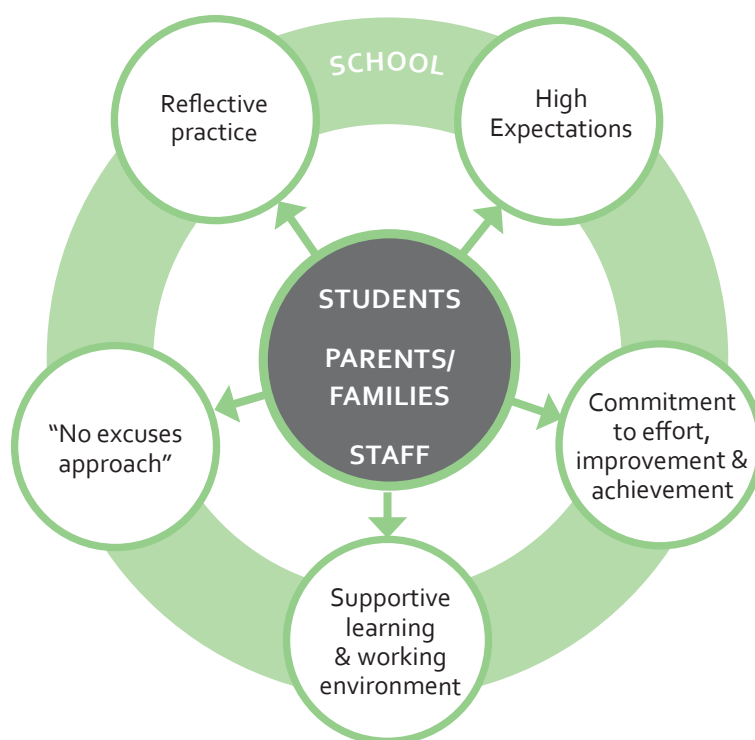 SCHOOL
Reflective
practice
High
Expectations
STUDENTS
PARENTS/
FAMILIES
STAFF
"No excuses
approach"
Commitment
to effort,
improvement &
achievement
Supportive
learning
& working
environment